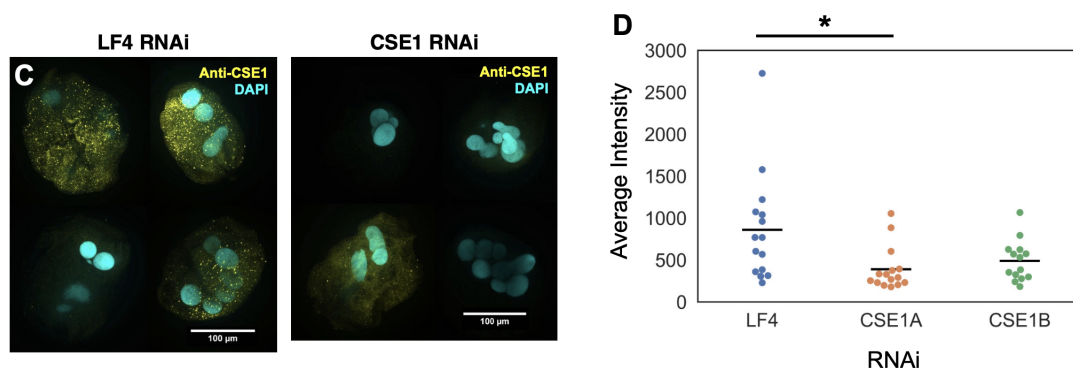 LF4 RNAi
CSE1 RNAi
C
Anti-CSE1
DAPI
100 µm
Anti-CSE1
DAPI
100 µm
D
*
3000
2500
2000
1500
1000
500
0
Average Intensity
LF4
CSE1A
CSE1B
RNAi